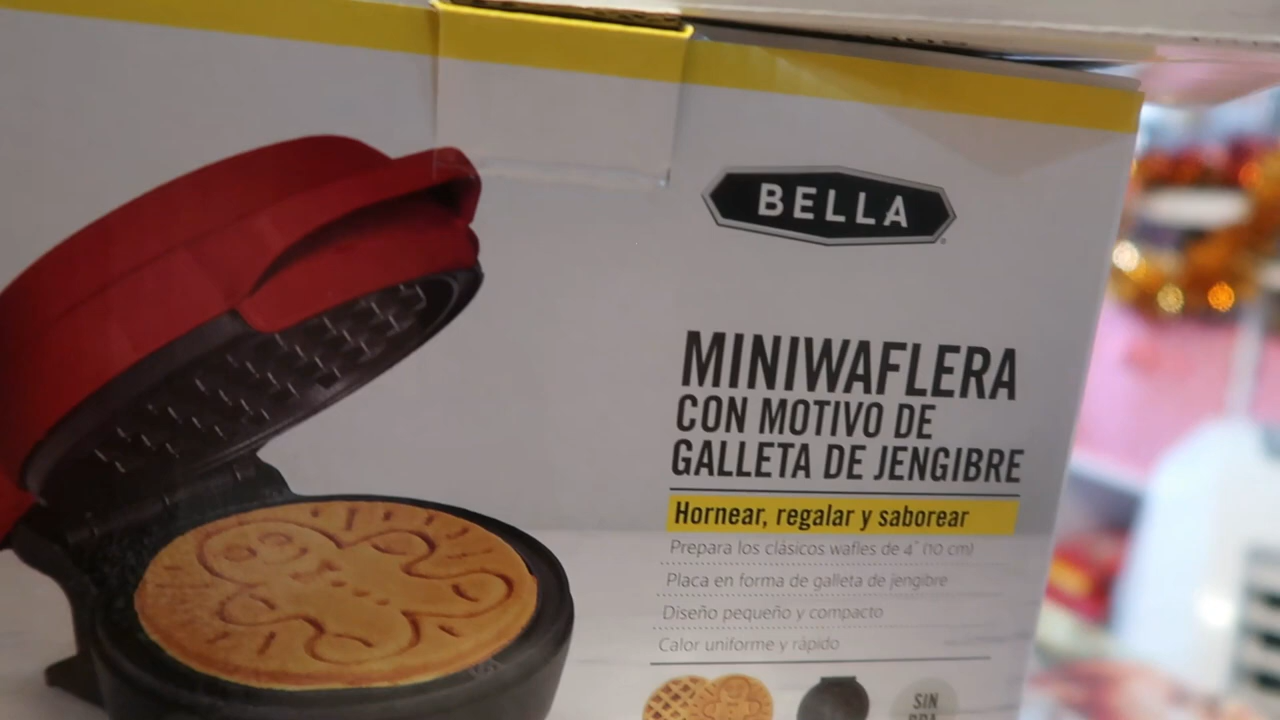 BELLA
MINIWAFLERA
CON MOTIVO DE
GALLETA DE JENGIBRE
Hornear, regalar y saborear
Prepara los clásicos wafles de 4" (10 cm)
Placa en forma de galleta de jengibre
Diseño pequeño y compacto
Calor uniforme y rápido
SIN